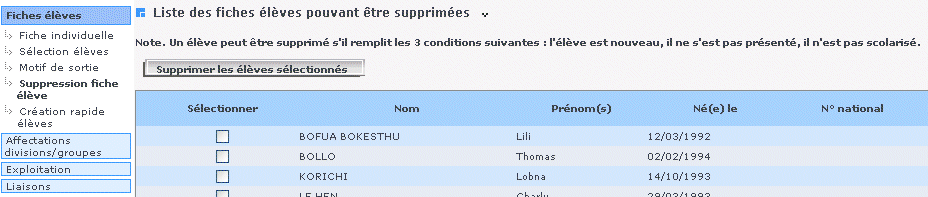 Fiches élèves
Fiche individuelle
Sélection élèves
Motif de sortie
Suppression fiche
élève
Création rapide
élèves
Affectations
divisions/groupes
Exploitation
Liaisons
Liste des fiches élèves pouvant être supprimées
Note. Un élève peut être supprimé s'il remplit les 3 conditions suivantes : l'élève est nouveau, il ne s'est pas présenté, il n'est pas scolarisé.
Supprimer les élèves sélectionnés
Sélectionner Nom Prénom(s) Né(e) le N° national
BOFUA BOKESTHU Lili 12/03/1992
BOLLO Thomas 02/02/1994
KORICHI Lobna 14/10/1993
LE HEN Charly 29/03/1993